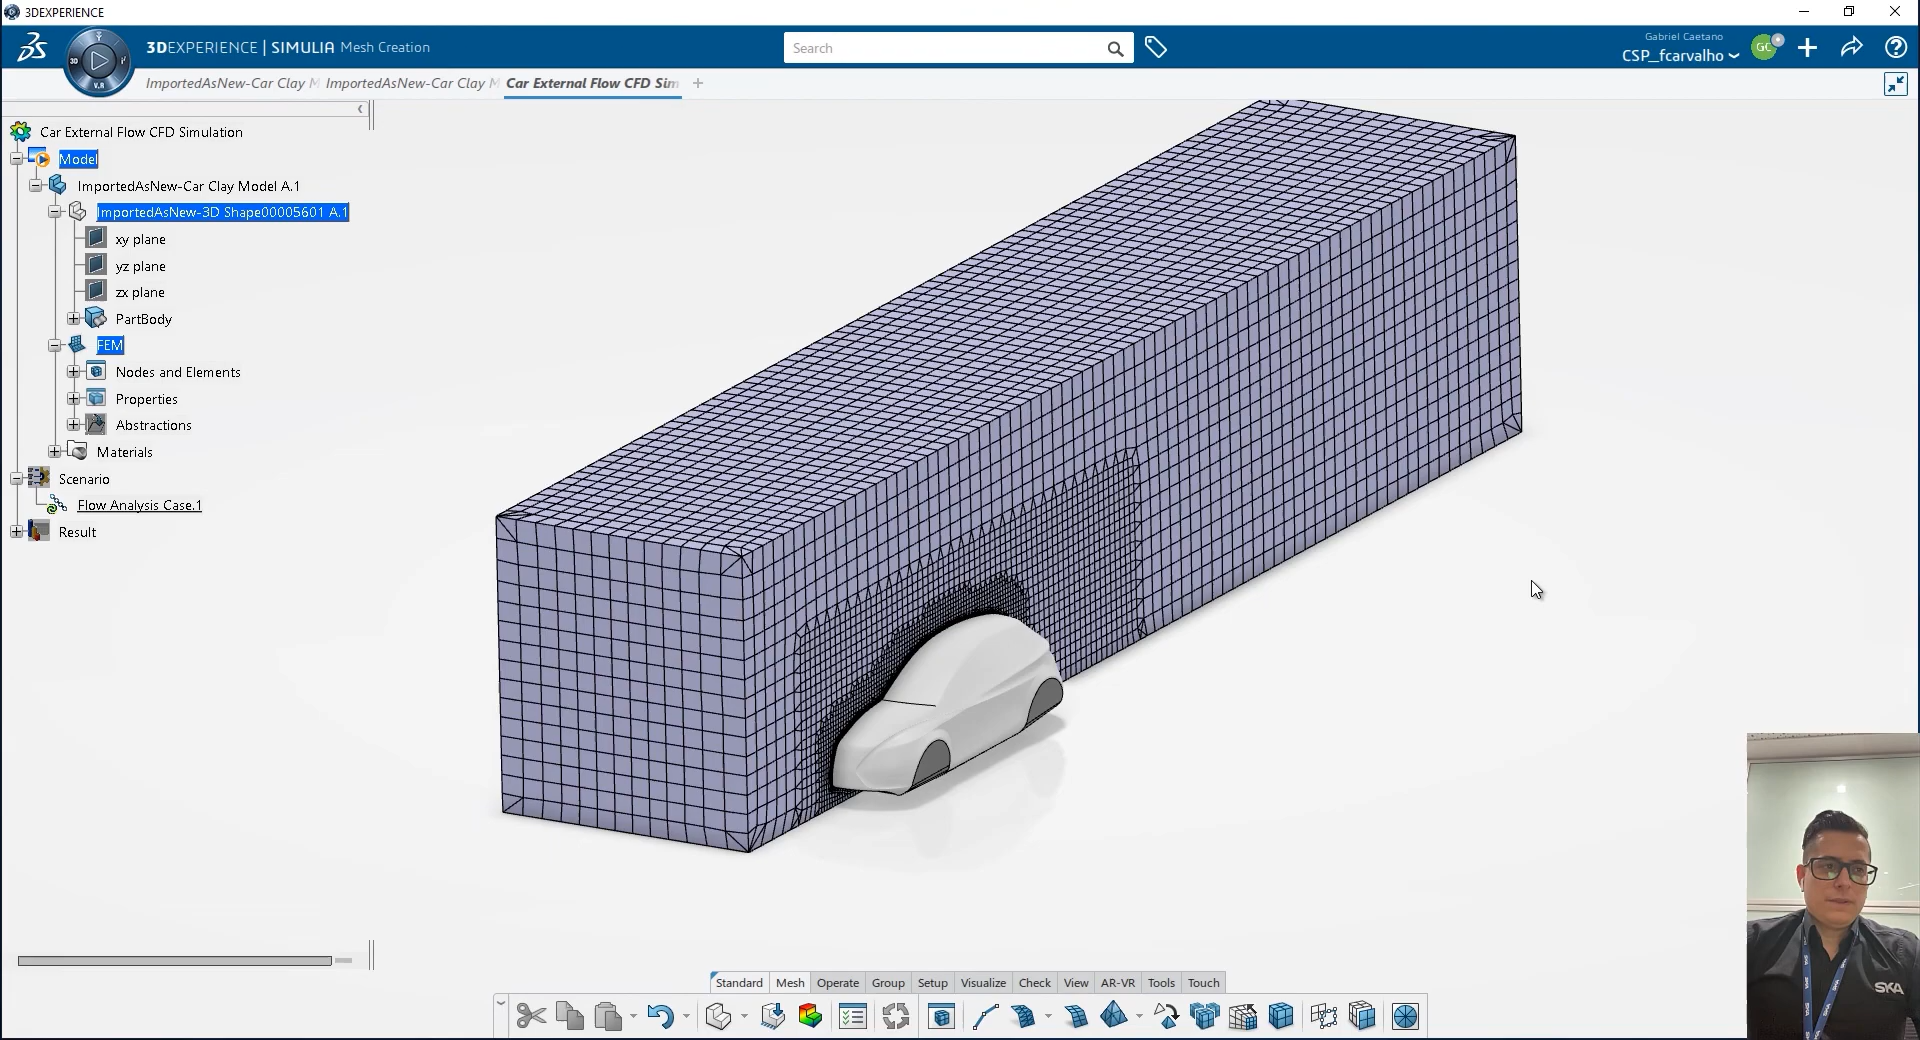 3DEXPERIENCE
3DEXPERIENCE | SIMULIA Mesh Creation
Search
Gabriel Caetano
CSP_fcarvalho
GC
3D
V.R
ImportedAsNew-Car Clay M
ImportedAsNew-Car Clay M
Car External Flow CFD Sim
Car External Flow CFD Simulation
Model
ImportedAsNew-Car Clay Model A.1
ImportedAsNew-3D Shape00005601 A.1
xy plane
yz plane
zx plane
PartBody
FEM
Nodes and Elements
Properties
Abstractions
Materials
Scenario
Flow Analysis Case.1
Result
SKA
Standard Mesh Operate Group Setup Visualize Check View AR-VR Tools Touch